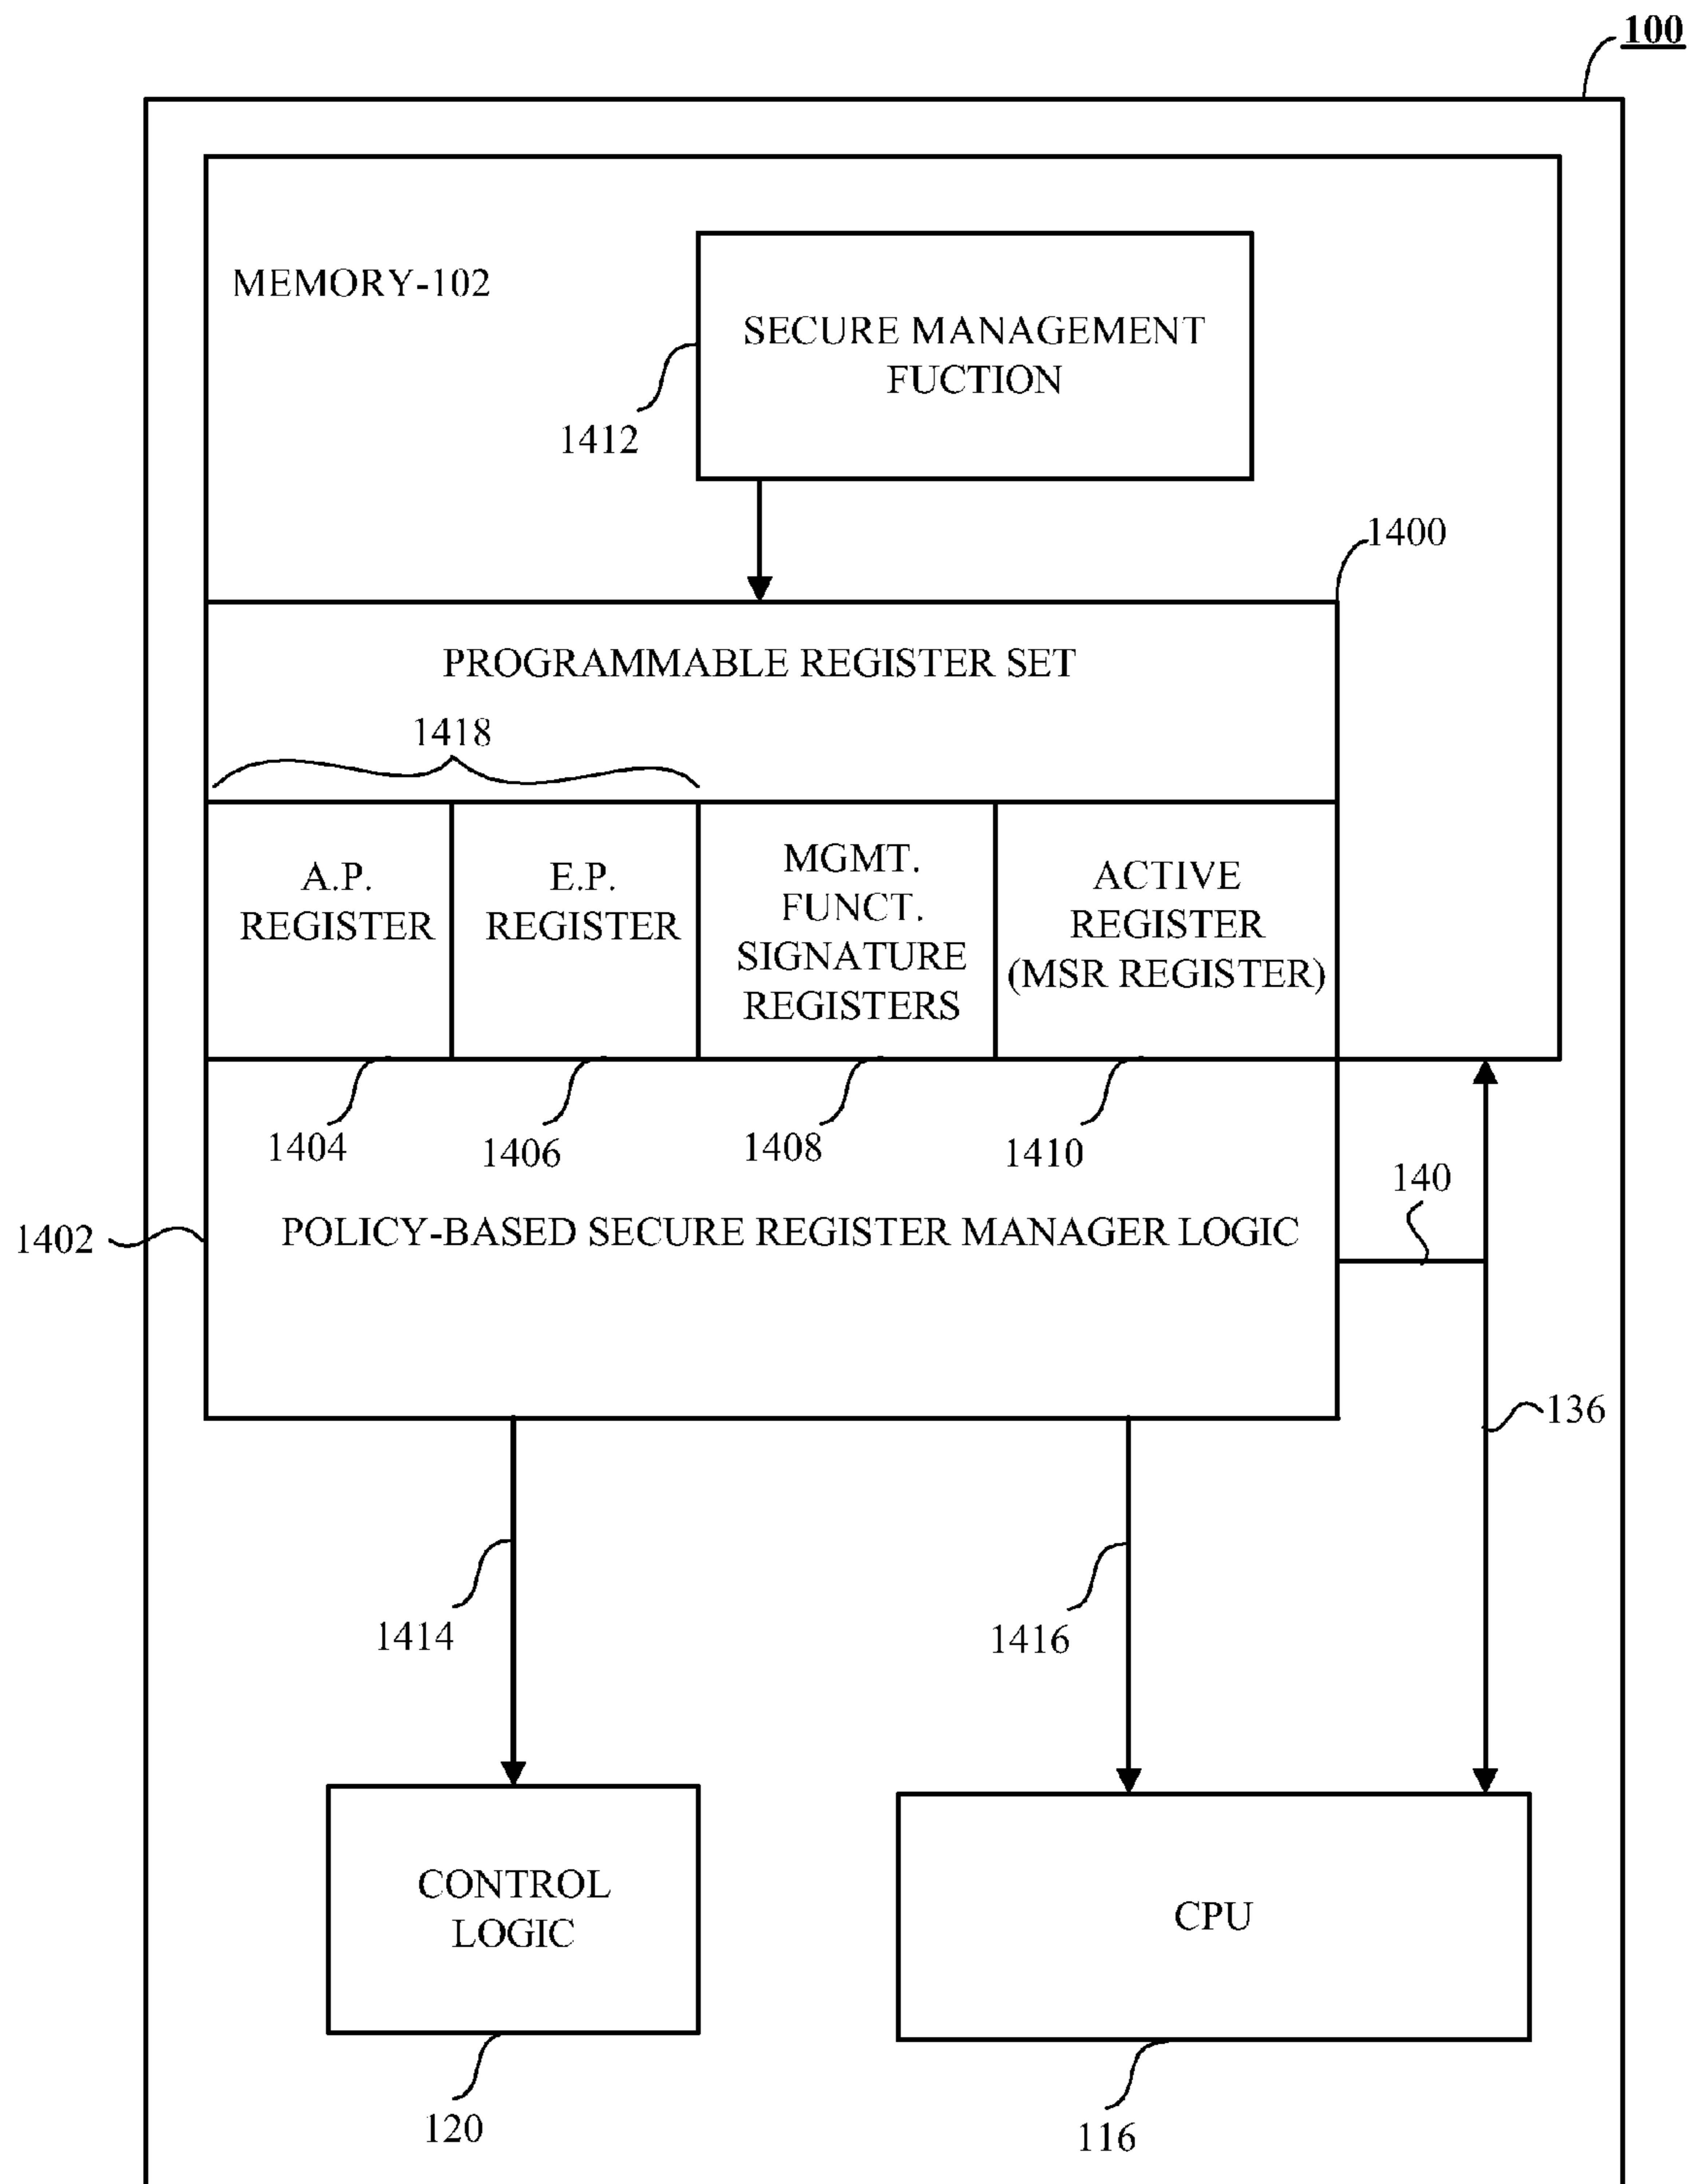 100
MEMORY-102
SECURE MANAGEMENT
FUCTION
1412
1400
PROGRAMMABLE REGISTER SET
1418
A.P.
REGISTER
E.P.
REGISTER
MGMT.
FUNCT.
SIGNATURE
REGISTERS
ACTIVE
REGISTER
(MSR REGISTER)
1404
1406
1408
1410
140
1402
POLICY-BASED SECURE REGISTER MANAGER LOGIC
136
1414
1416
CONTROL
LOGIC
CPU
120
116